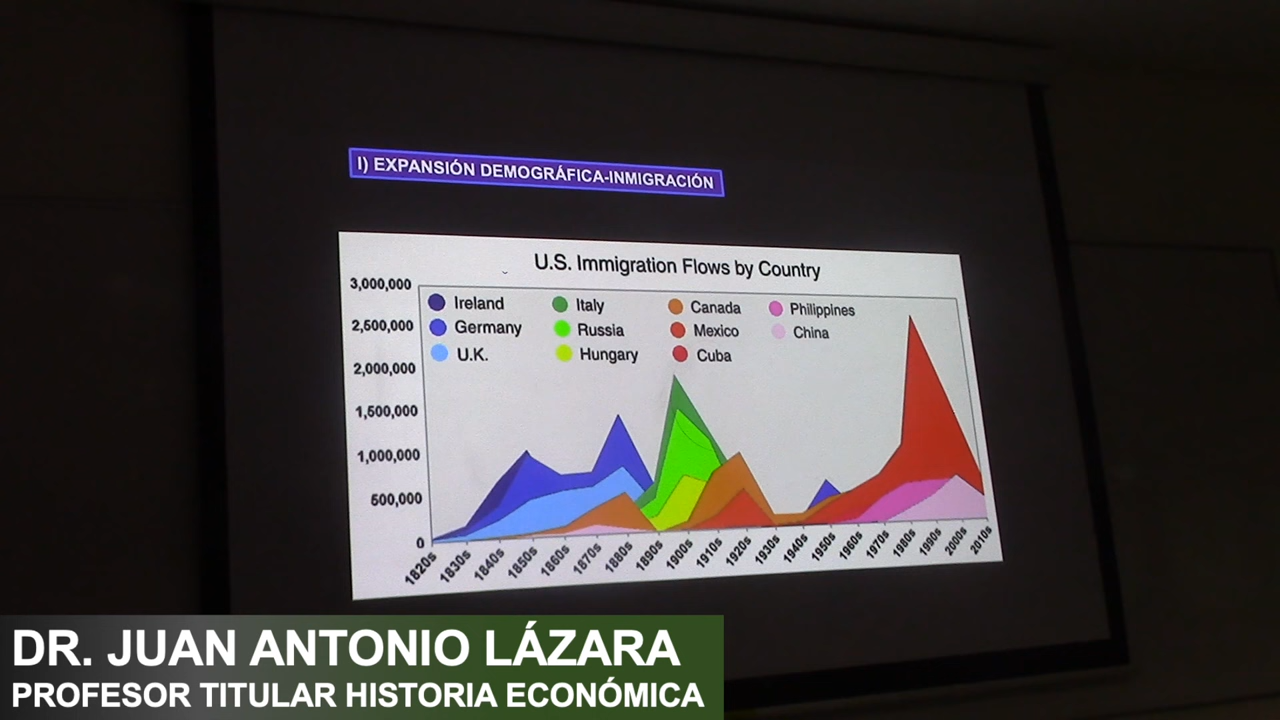 I) EXPANSIÓN DEMOGRÁFICA-INMIGRACIÓN
U.S. Immigration Flows by Country
3,000,000
2,500,000
2,000,000
1,500,000
1,000,000
500,000
0
Ireland Italy Canada Philippines
Germany Russia Mexico China
U.K. Hungary Cuba
1820s 1830s 1840s 1850s 1860s 1870s 1880s 1890s 1900s 1910s 1920s 1930s 1940s 1950s 1960s 1970s 1980s 1990s 2000s 2010s
DR. JUAN ANTONIO LÁZARA
PROFESOR TITULAR HISTORIA ECONÓMICA